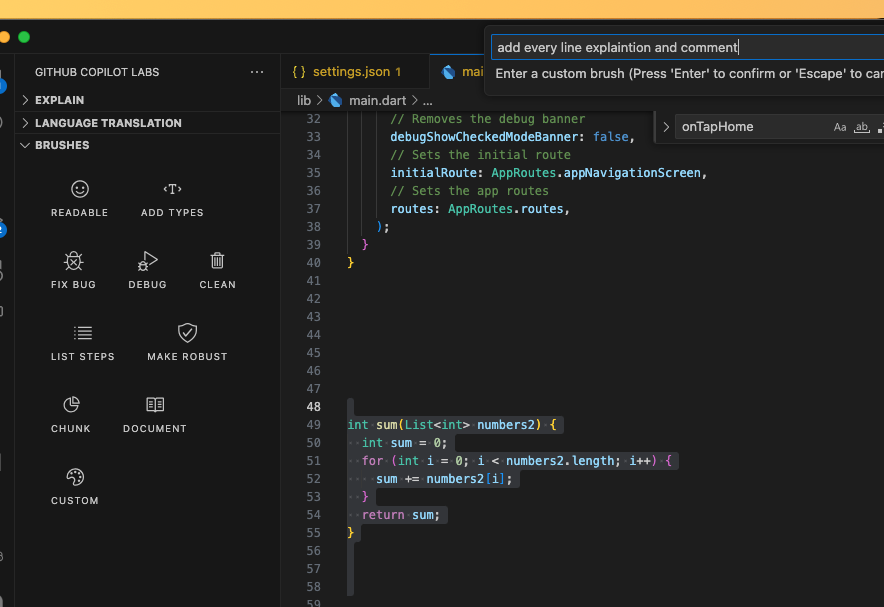 add every line explaintion and comment
Enter a custom brush (Press 'Enter' to confirm or 'Escape' to can
GITHUB COPILOT LABS ...
EXPLAIN
LANGUAGE TRANSLATION
BRUSHES
READABLE
<T>
ADD TYPES
FIX BUG
DEBUG
CLEAN
LIST STEPS
MAKE ROBUST
CHUNK
DOCUMENT
CUSTOM
{ } settings.json 1
mai
lib > main.dart > ...
onTapHome
Aa ab
32 // Removes the debug banner
33 debugShowCheckedModeBanner: false,
34 // Sets the initial route
35 initialRoute: AppRoutes.appNavigationScreen,
36 // Sets the app routes
37 routes: AppRoutes.routes,
38 );
39 }
40 }
41
42
43
44
45
46
47
48
49 int sum(List<int> numbers2) {
50 int sum = 0;
51 for (int i = 0; i < numbers2.length; i++) {
52 sum += numbers2[i];
53 }
54 return sum;
55 }
56
57
58
59